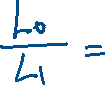 L₀
L₁ =